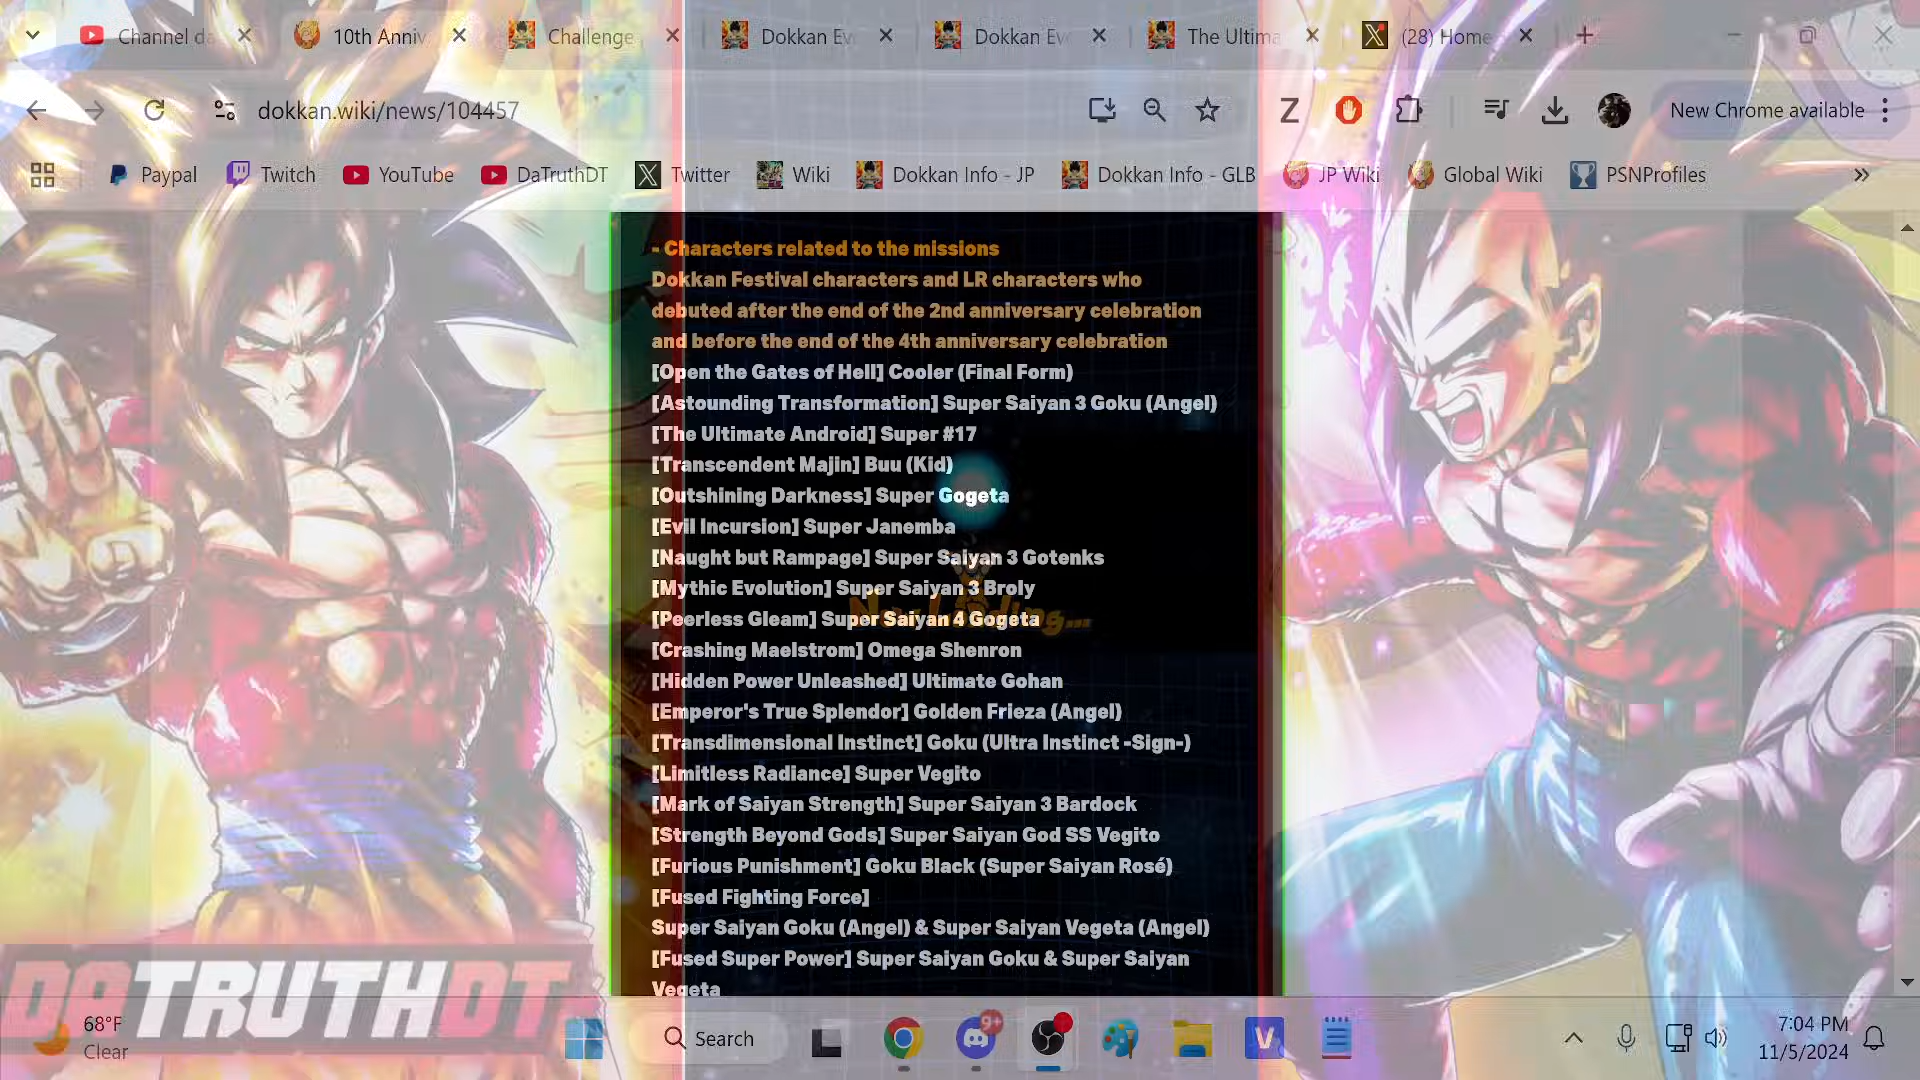 Channel da
10th Anniv
Challenge
Dokkan Ev
Dokkan Ev
The Ultima
(28) Home
dokkan.wiki/news/104457
Z
New Chrome available
Paypal
Twitch
YouTube
DaTruthDT
Twitter
Wiki
Dokkan Info - JP
Dokkan Info - GLB
JP Wiki
Global Wiki
PSNProfiles
- Characters related to the missions
Dokkan Festival characters and LR characters who
debuted after the end of the 2nd anniversary celebration
and before the end of the 4th anniversary celebration
[Open the Gates of Hell] Cooler (Final Form)
[Astounding Transformation] Super Saiyan 3 Goku (Angel)
[The Ultimate Android] Super #17
[Transcendent Majin] Buu (Kid)
[Outshining Darkness] Super Gogeta
[Evil Incursion] Super Janemba
[Naught but Rampage] Super Saiyan 3 Gotenks
[Mythic Evolution] Super Saiyan 3 Broly
Now Loading...
[Peerless Gleam] Super Saiyan 4 Gogeta
[Crashing Maelstrom] Omega Shenron
[Hidden Power Unleashed] Ultimate Gohan
[Emperor's True Splendor] Golden Frieza (Angel)
[Transdimensional Instinct] Goku (Ultra Instinct -Sign-)
[Limitless Radiance] Super Vegito
[Mark of Saiyan Strength] Super Saiyan 3 Bardock
[Strength Beyond Gods] Super Saiyan God SS Vegito
[Furious Punishment] Goku Black (Super Saiyan Rosé)
[Fused Fighting Force]
Super Saiyan Goku (Angel) & Super Saiyan Vegeta (Angel)
[Fused Super Power] Super Saiyan Goku & Super Saiyan
Vegeta
DATRUTHDT
68°F
Clear
Search
9+
V
7:04 PM
11/5/2024